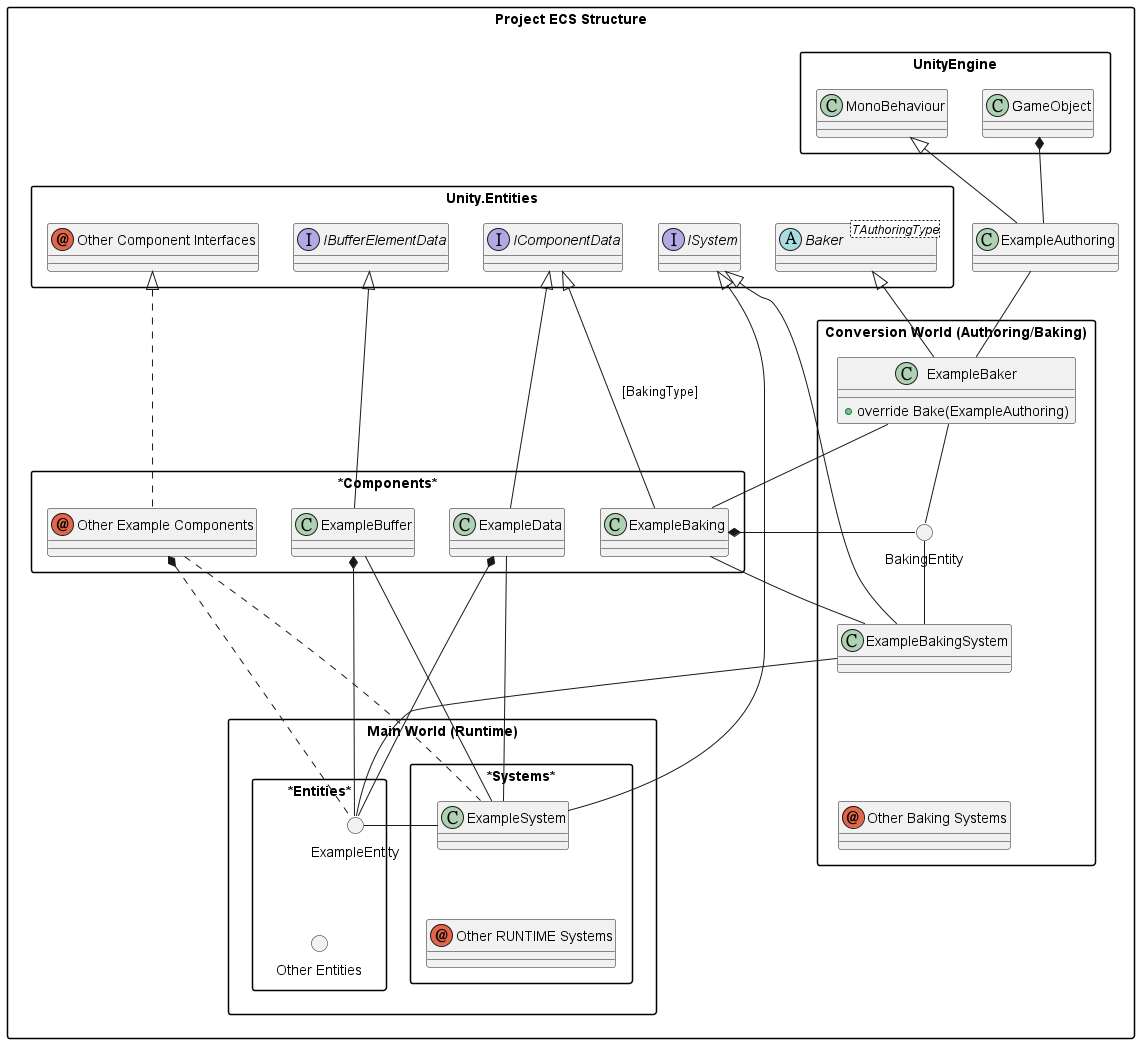 Project ECS Structure
UnityEngine
C MonoBehaviour
C GameObject
Unity.Entities
@ Other Component Interfaces
I IBufferElementData
I IComponentData
I ISystem
A Baker
TAuthoringType
C ExampleAuthoring
Conversion World (Authoring/Baking)
C ExampleBaker
override Bake(ExampleAuthoring)
[BakingType]
*Components*
@ Other Example Components
C ExampleBuffer
C ExampleData
C ExampleBaking
BakingEntity
C ExampleBakingSystem
Main World (Runtime)
*Systems*
*Entities*
C ExampleSystem
@ Other Baking Systems
ExampleEntity
@ Other RUNTIME Systems
Other Entities